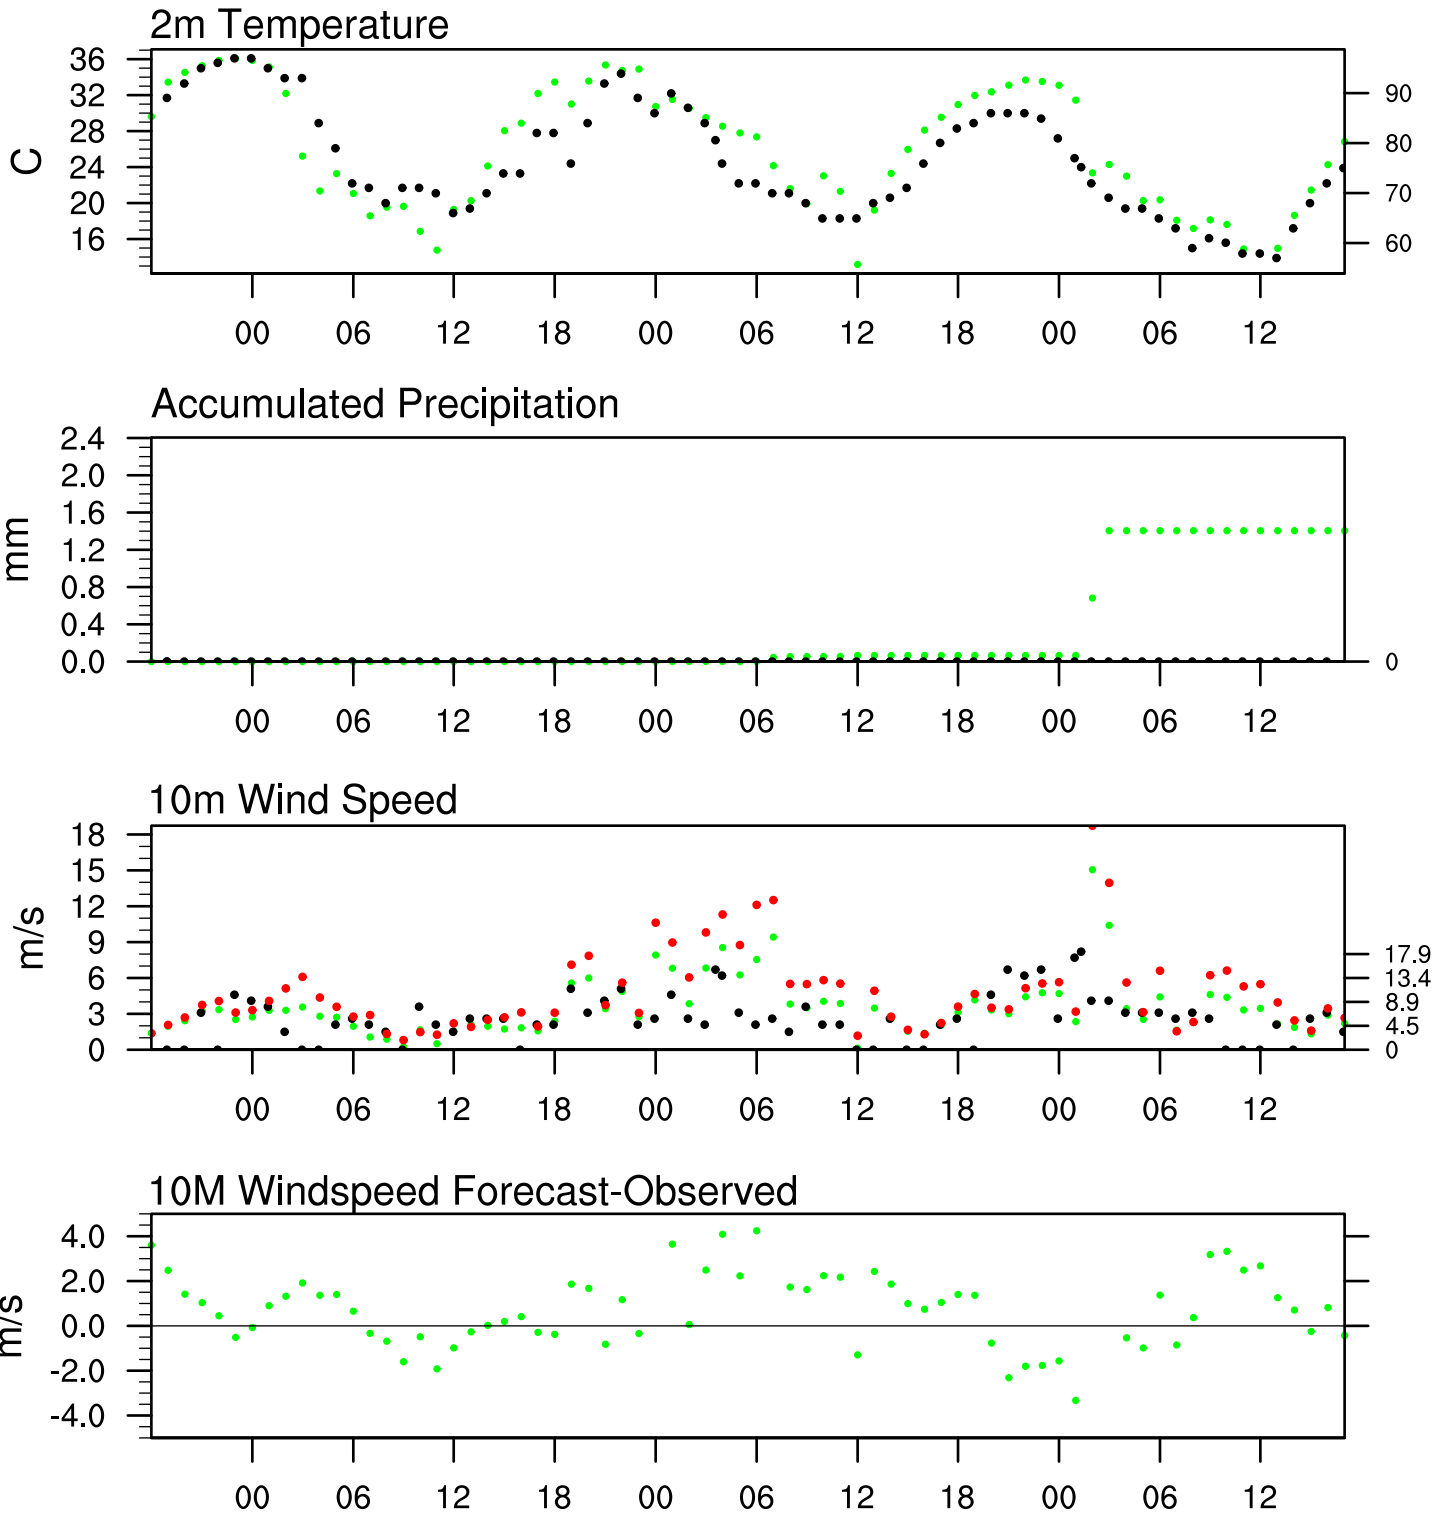 2m Temperature
36
32
28
24
20
16
C
90
80
70
60
00 06 12 18 00 06 12 18 00 06 12
Accumulated Precipitation
2.4
2.0
1.6
1.2
0.8
0.4
0.0
mm
0
00 06 12 18 00 06 12 18 00 06 12
10m Wind Speed
18
15
12
9
6
3
0
m/s
17.9
13.4
8.9
4.5
0
00 06 12 18 00 06 12 18 00 06 12
10M Windspeed Forecast-Observed
4.0
2.0
0.0
-2.0
-4.0
m/s
00 06 12 18 00 06 12 18 00 06 12